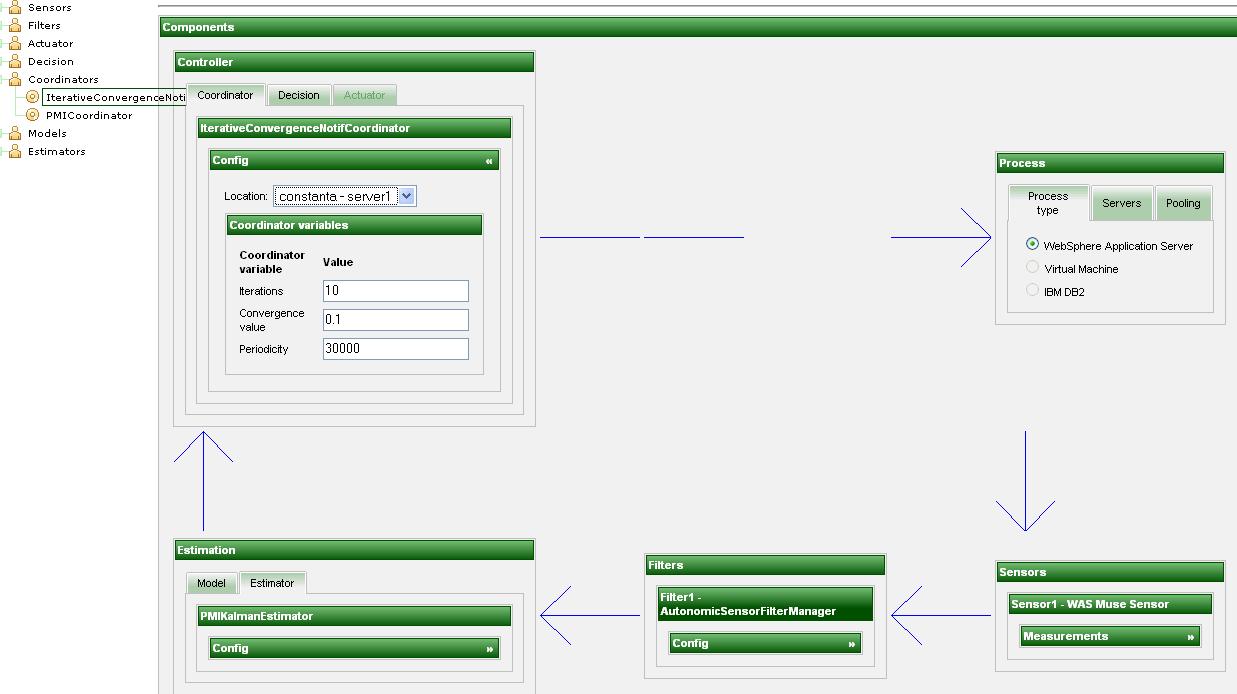 Sensors
Filters
Actuator
Decision
Coordinators
IterativeConvergenceNoti
PMICoordinator
Models
Estimators
Components
Controller
Coordinator Decision Actuator
IterativeConvergenceNotifCoordinator
Config «
Location: constanta - server1
Coordinator variables
Coordinator
variable Value
Iterations 10
Convergence
value 0.1
Periodicity 30000
Process
Process
type Servers Pooling
WebSphere Application Server
Virtual Machine
IBM DB2
Estimation
Model Estimator
PMIKalmanEstimator
Config »
Filters
Filter1 -
AutonomicSensorFilterManager
Config »
Sensors
Sensor1 - WAS Muse Sensor
Measurements »